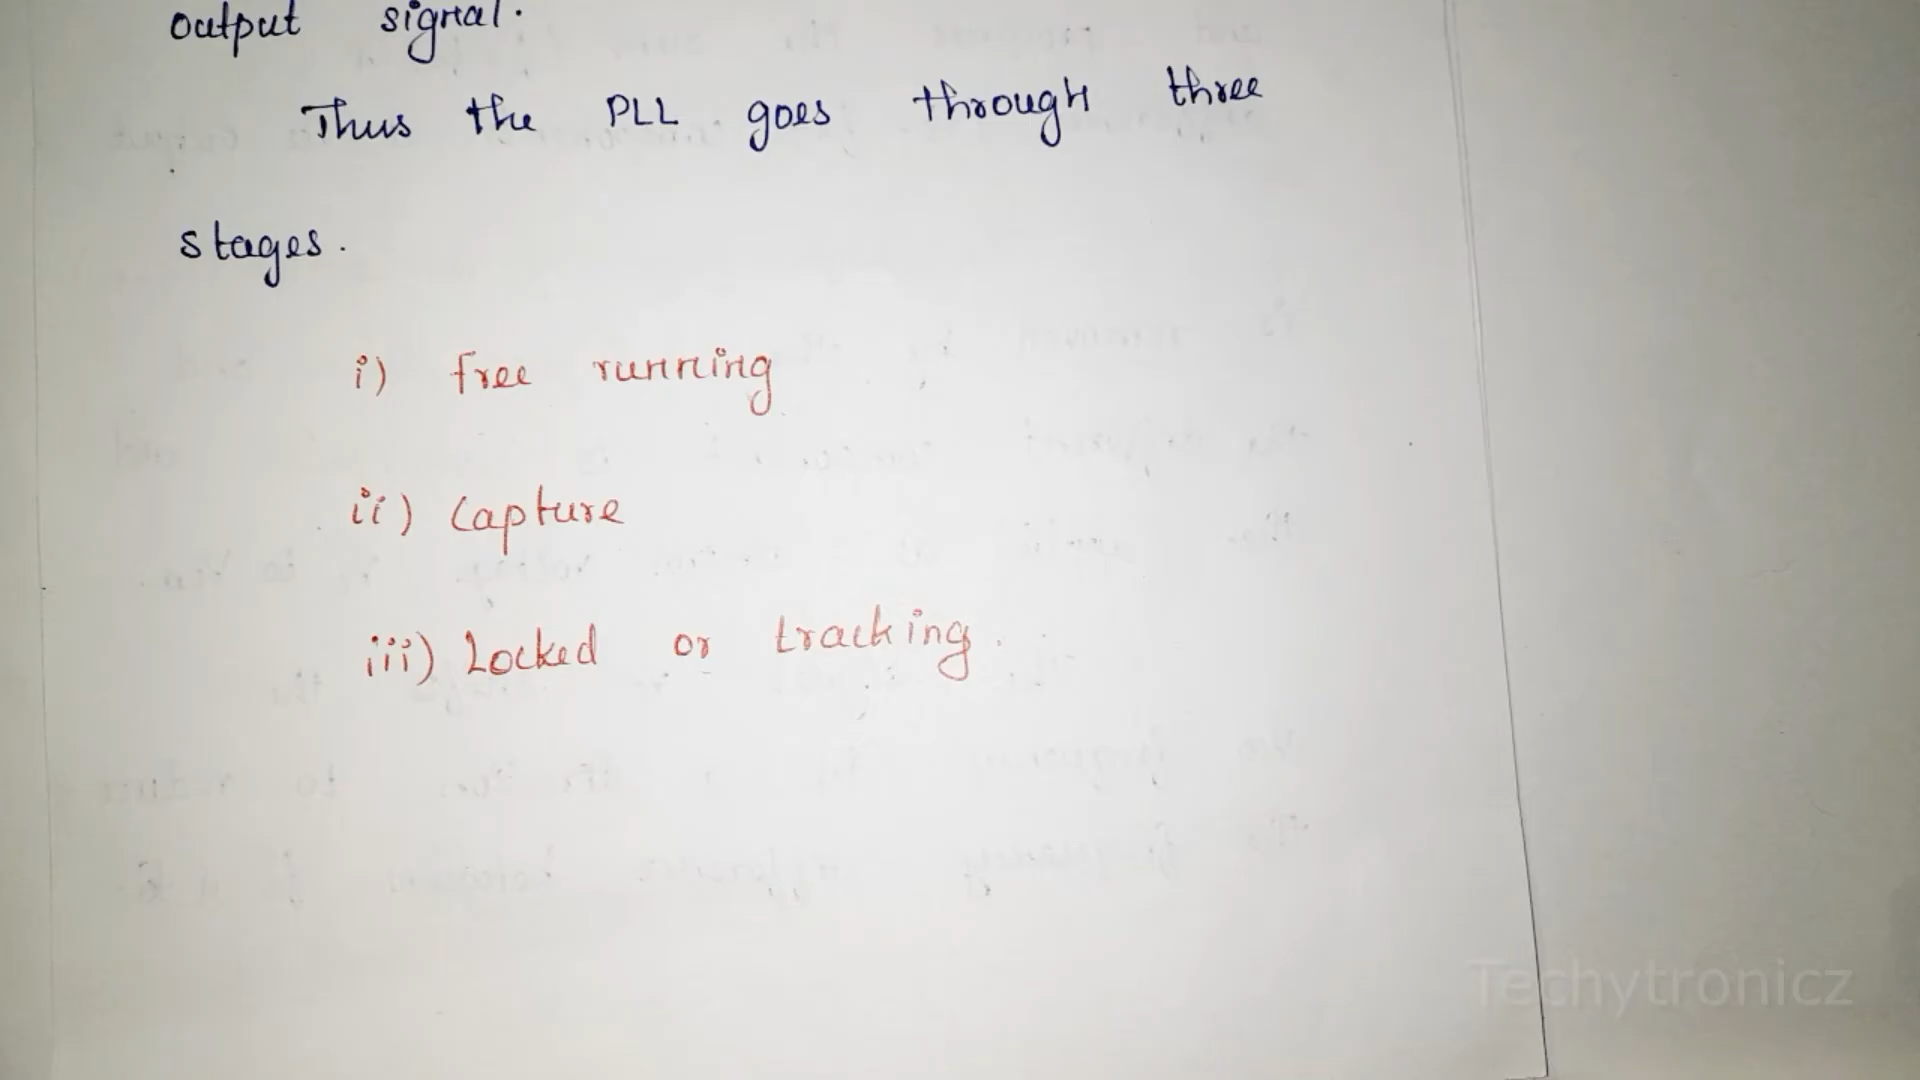 output signal.
Thus the PLL goes through three
stages.
i) free running
ii) Capture
iii) Locked or tracking.
Techytronicz